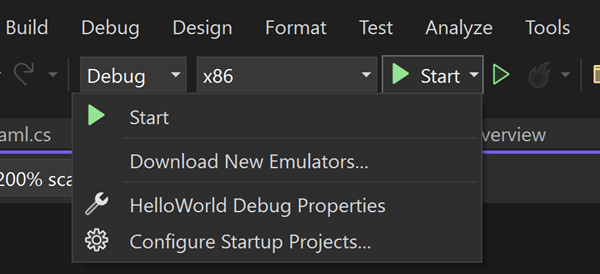 Build Debug Design Format Test Analyze Tools
Debug x86 Start
Start
aml.cs erview
Download New Emulators...
200% sca
HelloWorld Debug Properties
Configure Startup Projects...